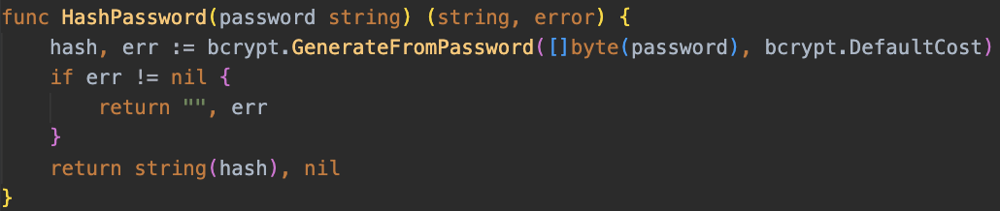 func HashPassword(password string) (string, error) {
    hash, err := bcrypt.GenerateFromPassword([]byte(password), bcrypt.DefaultCost)
    if err != nil {
        return "", err
    }
    return string(hash), nil
}